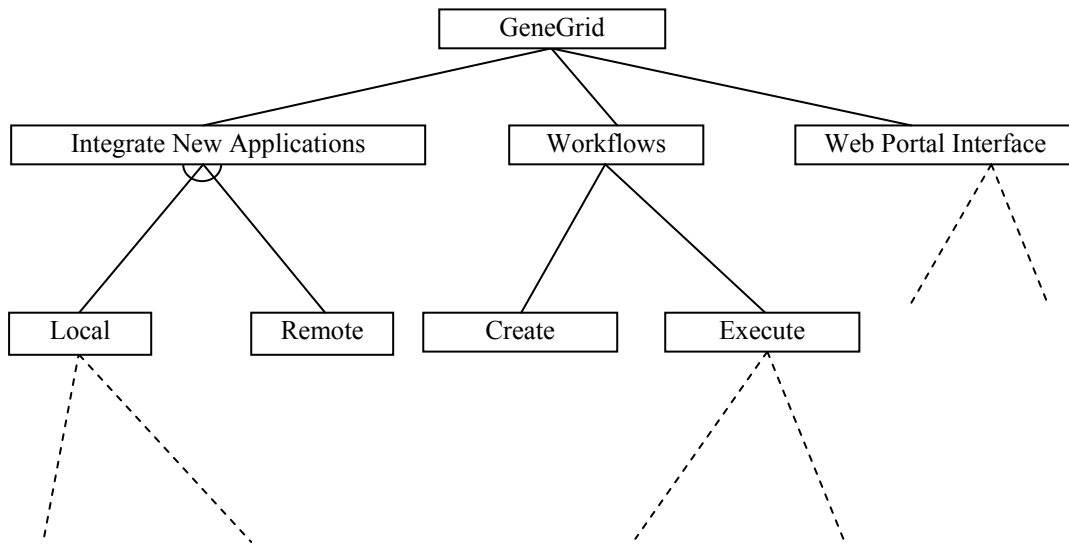 GeneGrid
Integrate New Applications
Workflows
Web Portal Interface
Local
Remote
Create
Execute